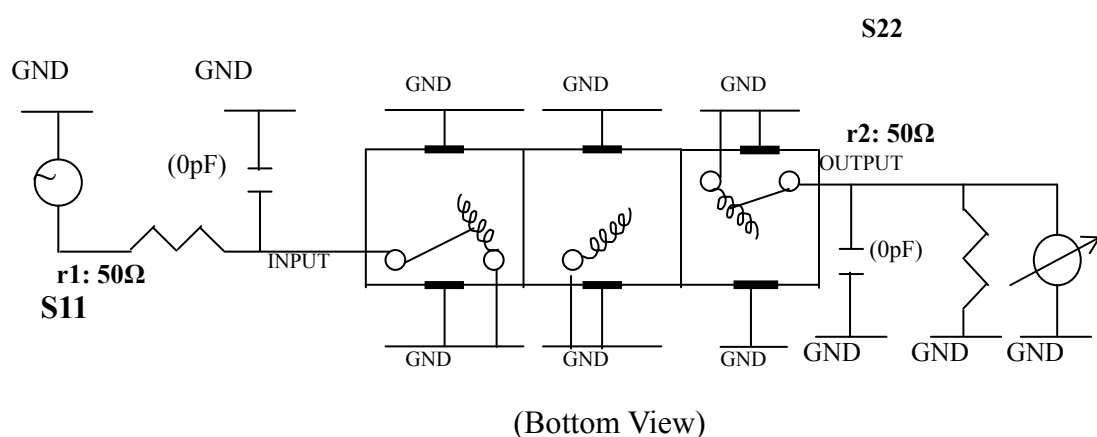 S22
GND
GND
GND
GND
GND
r2: 50Ω
(0pF)
OUTPUT
INPUT
(0pF)
r1: 50Ω
S11
GND
GND
GND
GND
GND
GND
(Bottom View)